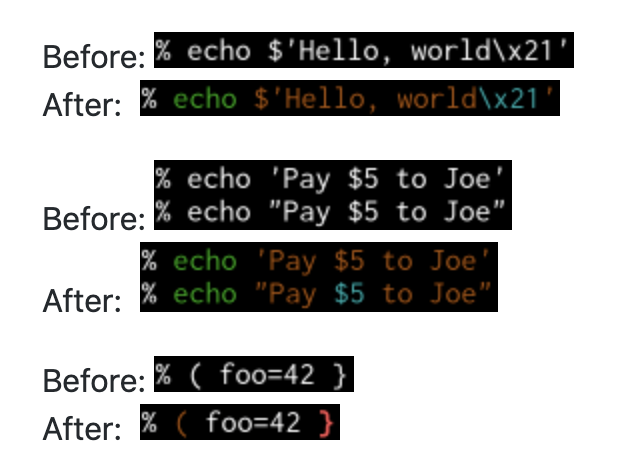 Before: % echo $'Hello, world\x21'
After: % echo $'Hello, world\x21'
% echo 'Pay $5 to Joe'
Before: % echo "Pay $5 to Joe"
% echo 'Pay $5 to Joe'
After: % echo "Pay $5 to Joe"
Before: % ( foo=42 }
After: % ( foo=42 }